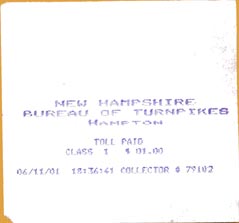 NEW HAMPSHIRE
BUREAU OF TURNPIKES
HAMPTON
TOLL PAID
CLASS 1 $ 01.00
06/11/01 18:36:41 COLLECTOR # 79102